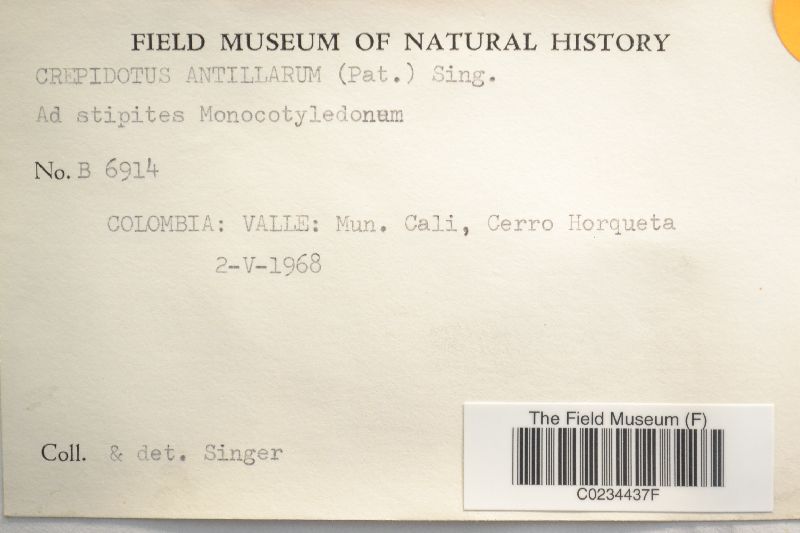 FIELD MUSEUM OF NATURAL HISTORY
CREPIDOTUS ANTILLARUM (Pat.) Sing.
Ad stipites Monocotyledonum
No. B 6914
COLOMBIA: VALLE: Mun. Cali, Cerro Horqueta
2-V-1968
Coll. & det. Singer
The Field Museum (F)
C0234437F